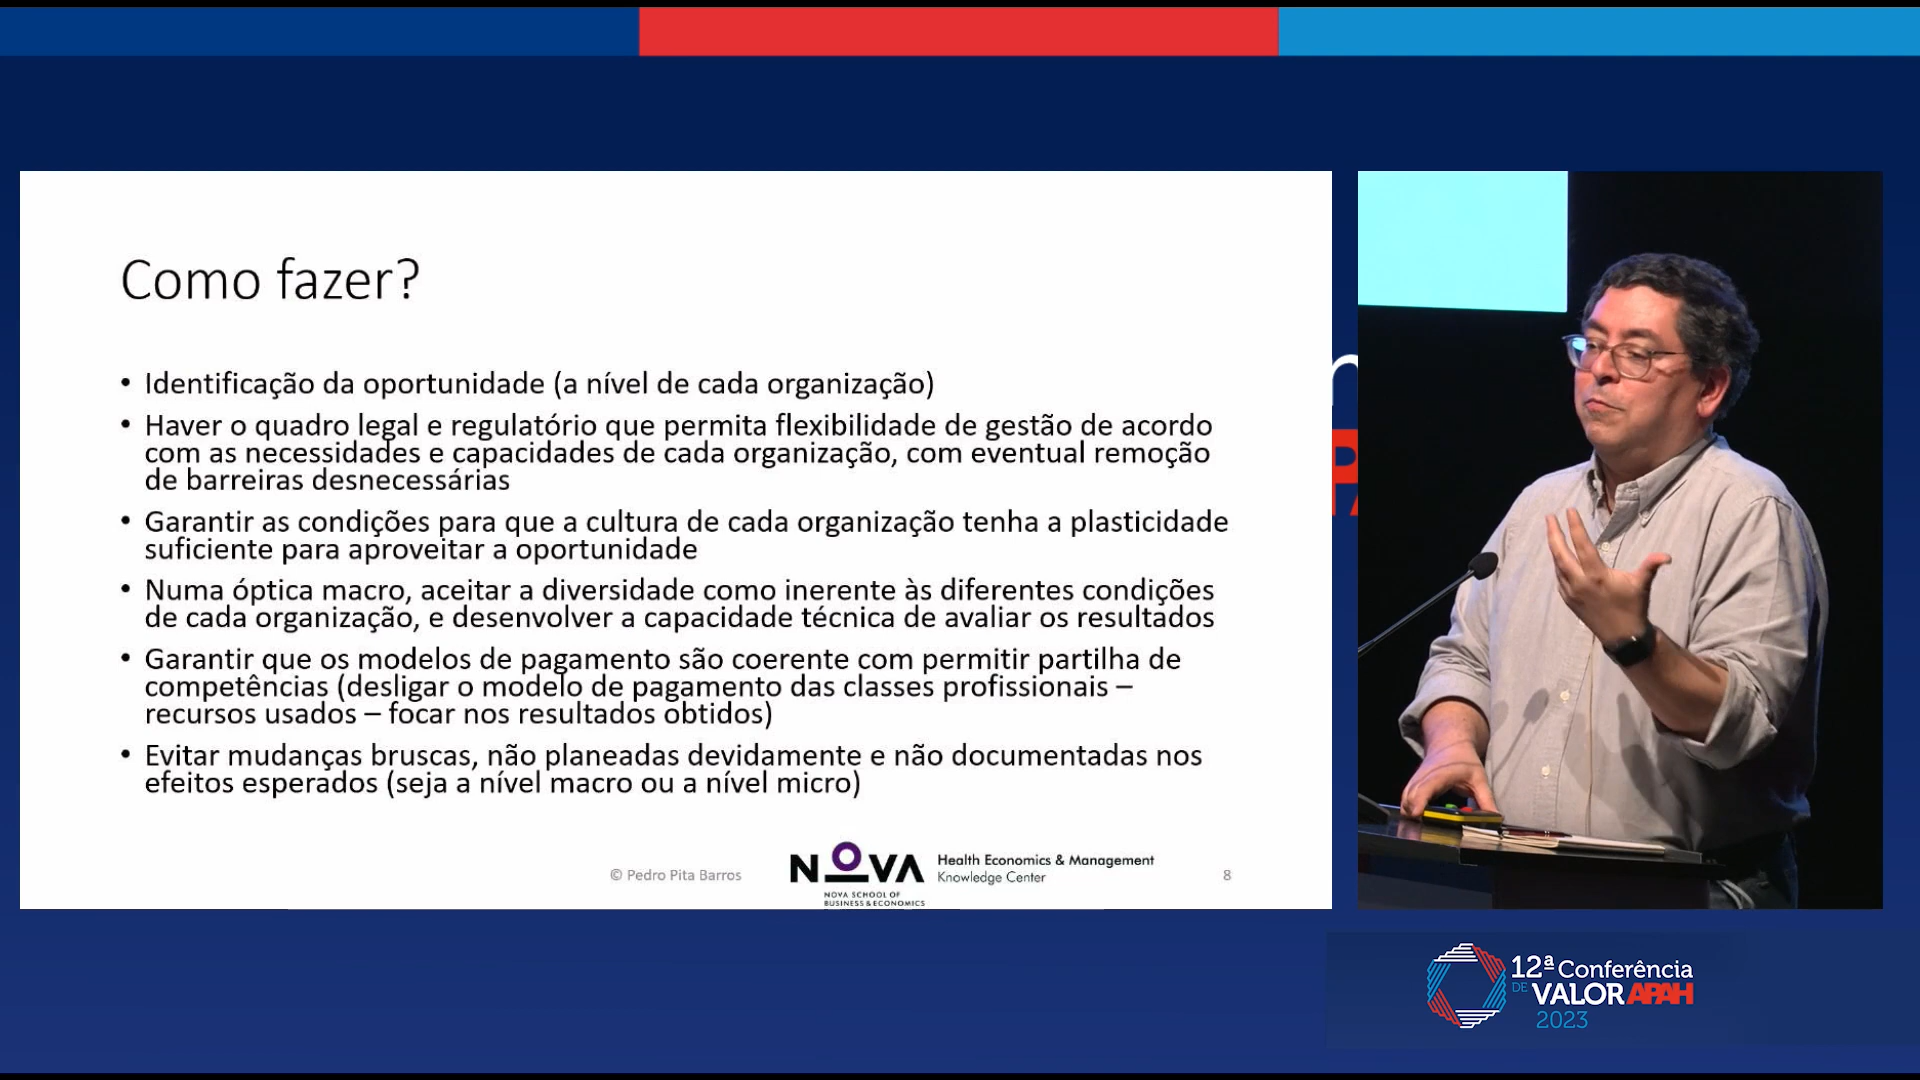 Como fazer?
• Identificação da oportunidade (a nível de cada organização)
• Haver o quadro legal e regulatório que permita flexibilidade de gestão de acordo
com as necessidades e capacidades de cada organização, com eventual remoção
de barreiras desnecessárias
• Garantir as condições para que a cultura de cada organização tenha a plasticidade
suficiente para aproveitar a oportunidade
• Numa óptica macro, aceitar a diversidade como inerente às diferentes condições
de cada organização, e desenvolver a capacidade técnica de avaliar os resultados
• Garantir que os modelos de pagamento são coerente com permitir partilha de
competências (desligar o modelo de pagamento das classes profissionais –
recursos usados – focar nos resultados obtidos)
• Evitar mudanças bruscas, não planeadas devidamente e não documentadas nos
efeitos esperados (seja a nível macro ou a nível micro)
© Pedro Pita Barros
NOVA
NOVA SCHOOL OF
BUSINESS & ECONOMICS
Health Economics & Management
Knowledge Center
8
12ª Conferência
DE VALOR APAH
2023